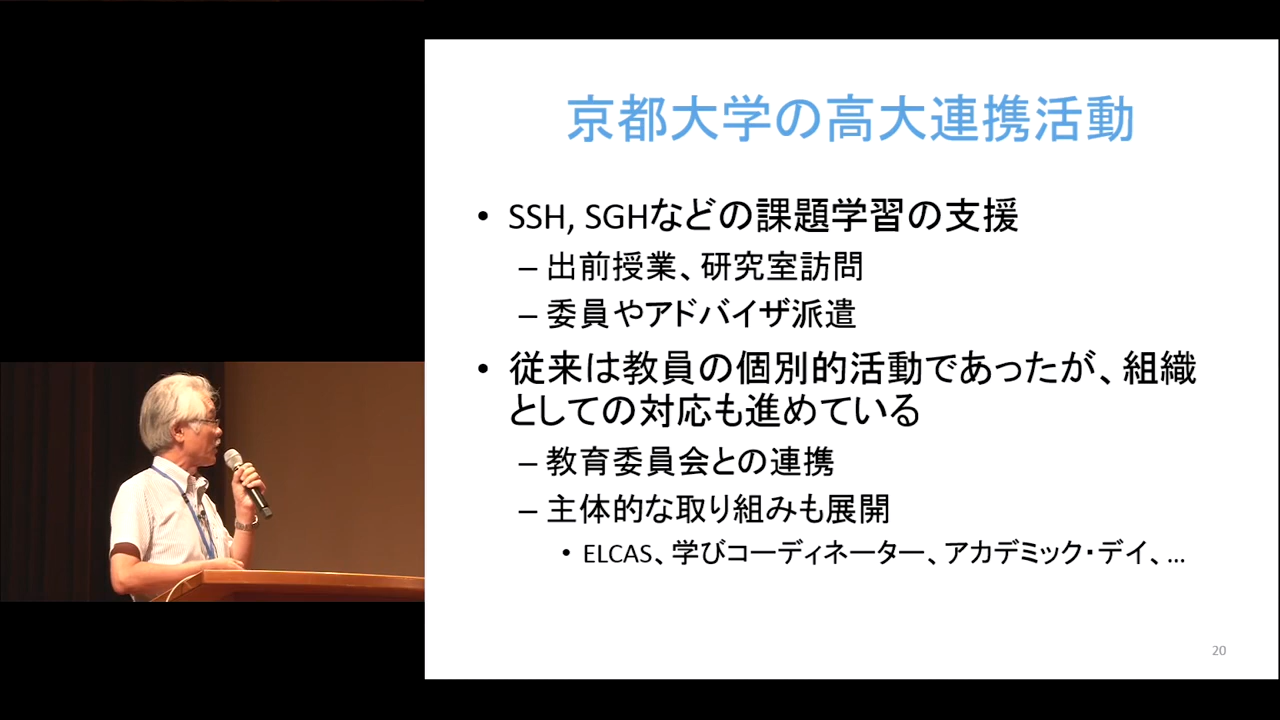 京都大学の高大連携活動
• SSH, SGHなどの課題学習の支援
– 出前授業、研究室訪問
– 委員やアドバイザ派遣
• 従来は教員の個別的活動であったが、組織
としての対応も進めている
– 教育委員会との連携
– 主体的な取り組みも展開
• ELCAS、学びコーディネーター、アカデミック・デイ、…
20